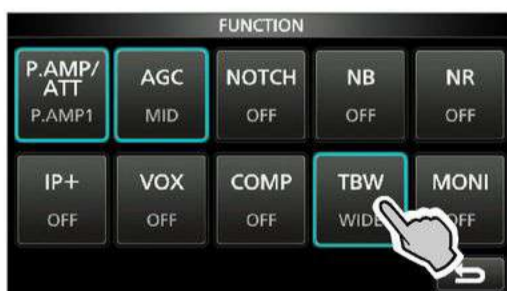 FUNCTION
P.AMP/ AGC NOTCH NB NR
ATT
P.AMP1 MID OFF OFF OFF
IP+ VOX COMP TBW MONI
OFF OFF OFF WIDE OFF